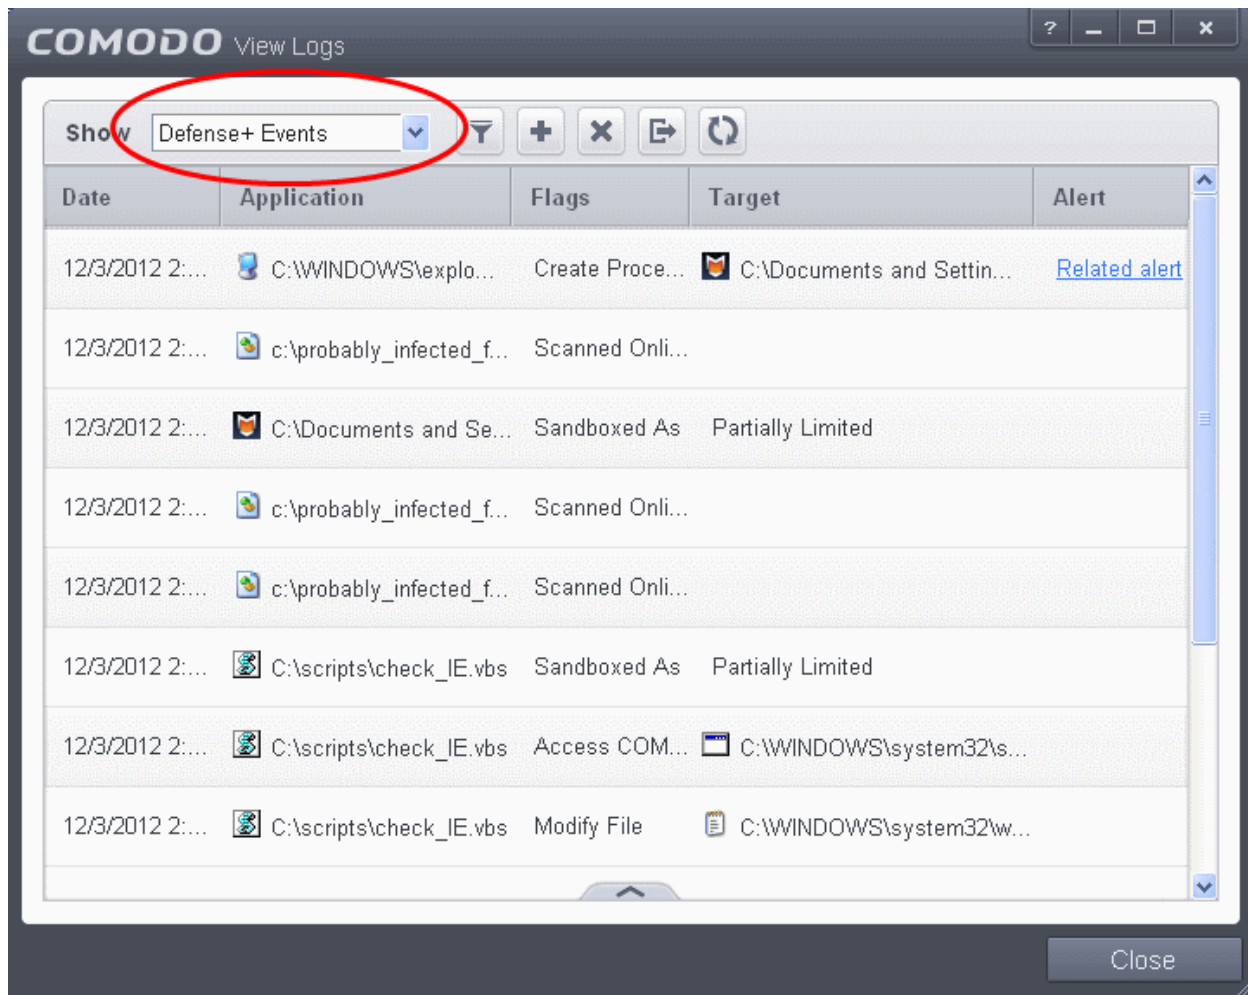 COMODO View Logs ?
Show Defense+ Events
Date Application Flags Target Alert
12/3/2012 2:... C:\WINDOWS\explo... Create Proce... C:\Documents and Settin... Related alert
12/3/2012 2:... c:\probably_infected_f... Scanned Onli...
12/3/2012 2:... C:\Documents and Se... Sandboxed As Partially Limited
12/3/2012 2:... c:\probably_infected_f... Scanned Onli...
12/3/2012 2:... c:\probably_infected_f... Scanned Onli...
12/3/2012 2:... C:\scripts\check_IE.vbs Sandboxed As Partially Limited
12/3/2012 2:... C:\scripts\check_IE.vbs Access COM... C:\WINDOWS\system32\s...
12/3/2012 2:... C:\scripts\check_IE.vbs Modify File C:\WINDOWS\system32\w...
Close